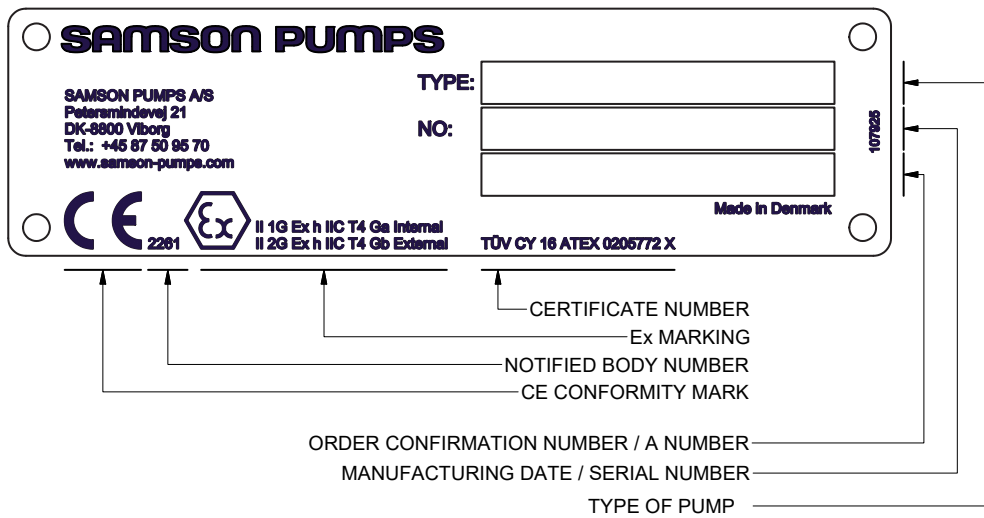 SAMSON PUMPS
SAMSON PUMPS A/S
Petersmindevej 21
DK-8800 Viborg
Tel.: +45 87 50 95 70
www.samson-pumps.com
TYPE:
NO:
107925
Made in Denmark
CE 2261
Ex
II 1G Ex h IIC T4 Ga Internal
II 2G Ex h IIC T4 Gb External
TÜV CY 16 ATEX 0205772 X
CERTIFICATE NUMBER
Ex MARKING
NOTIFIED BODY NUMBER
CE CONFORMITY MARK
ORDER CONFIRMATION NUMBER / A NUMBER
MANUFACTURING DATE / SERIAL NUMBER
TYPE OF PUMP